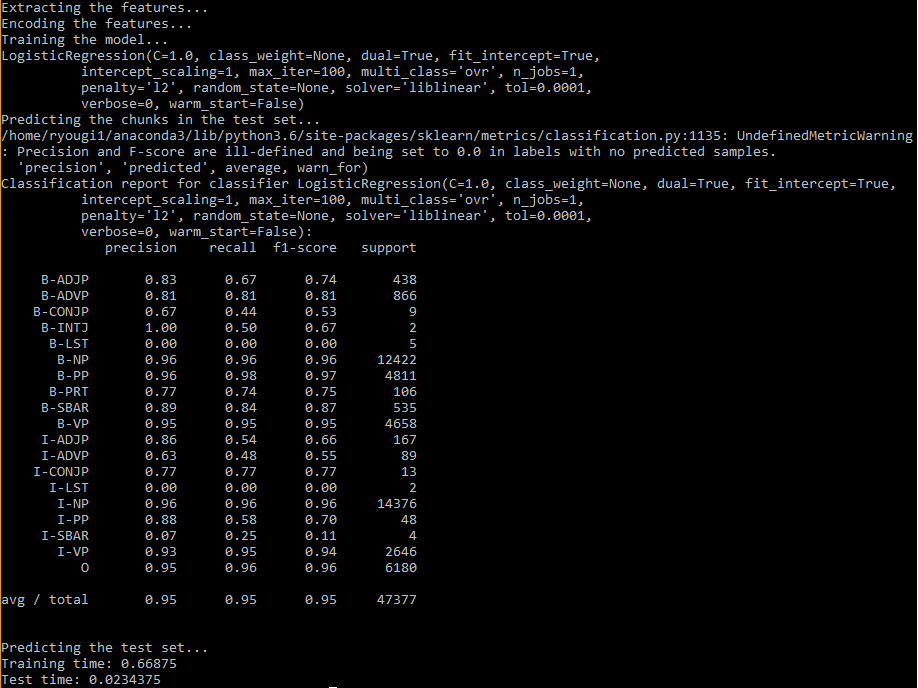 Extracting the features...
Encoding the features...
Training the model...
LogisticRegression(C=1.0, class_weight=None, dual=True, fit_intercept=True,
          intercept_scaling=1, max_iter=100, multi_class='ovr', n_jobs=1,
          penalty='l2', random_state=None, solver='liblinear', tol=0.0001,
          verbose=0, warm_start=False)
Predicting the chunks in the test set...
/home/ryougi1/anaconda3/lib/python3.6/site-packages/sklearn/metrics/classification.py:1135: UndefinedMetricWarning
: Precision and F-score are ill-defined and being set to 0.0 in labels with no predicted samples.
  'precision', 'predicted', average, warn_for)
Classification report for classifier LogisticRegression(C=1.0, class_weight=None, dual=True, fit_intercept=True,
          intercept_scaling=1, max_iter=100, multi_class='ovr', n_jobs=1,
          penalty='l2', random_state=None, solver='liblinear', tol=0.0001,
          verbose=0, warm_start=False):
             precision    recall  f1-score   support

     B-ADJP       0.83      0.67      0.74       438
     B-ADVP       0.81      0.81      0.81       866
    B-CONJP       0.67      0.44      0.53         9
     B-INTJ       1.00      0.50      0.67         2
      B-LST       0.00      0.00      0.00         5
       B-NP       0.96      0.96      0.96     12422
       B-PP       0.96      0.98      0.97      4811
      B-PRT       0.77      0.74      0.75       106
     B-SBAR       0.89      0.84      0.87       535
       B-VP       0.95      0.95      0.95      4658
     I-ADJP       0.86      0.54      0.66       167
     I-ADVP       0.63      0.48      0.55        89
    I-CONJP       0.77      0.77      0.77        13
      I-LST       0.00      0.00      0.00         2
       I-NP       0.96      0.96      0.96     14376
       I-PP       0.88      0.58      0.70        48
     I-SBAR       0.07      0.25      0.11         4
       I-VP       0.93      0.95      0.94      2646
          O       0.95      0.96      0.96      6180

avg / total       0.95      0.95      0.95     47377

Predicting the test set...
Training time: 0.66875
Test time: 0.0234375